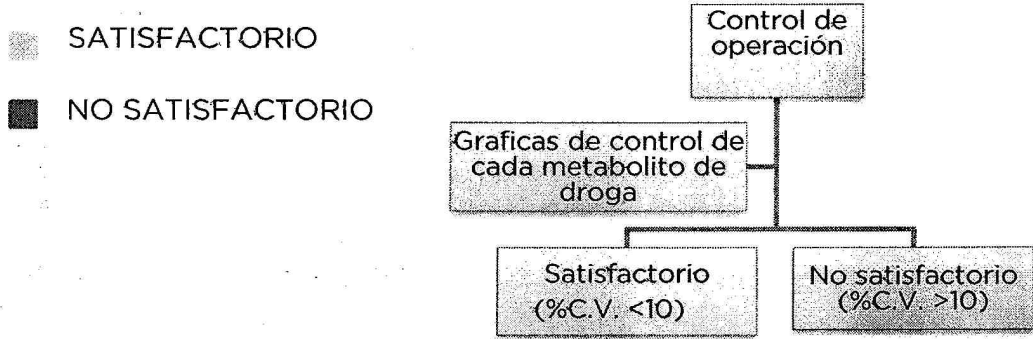 SATISFACTORIO
NO SATISFACTORIO
Control de
operación
Graficas de control de
cada metabolito de
droga
Satisfactorio
(%C.V. <10)
No satisfactorio
(%C.V. >10)